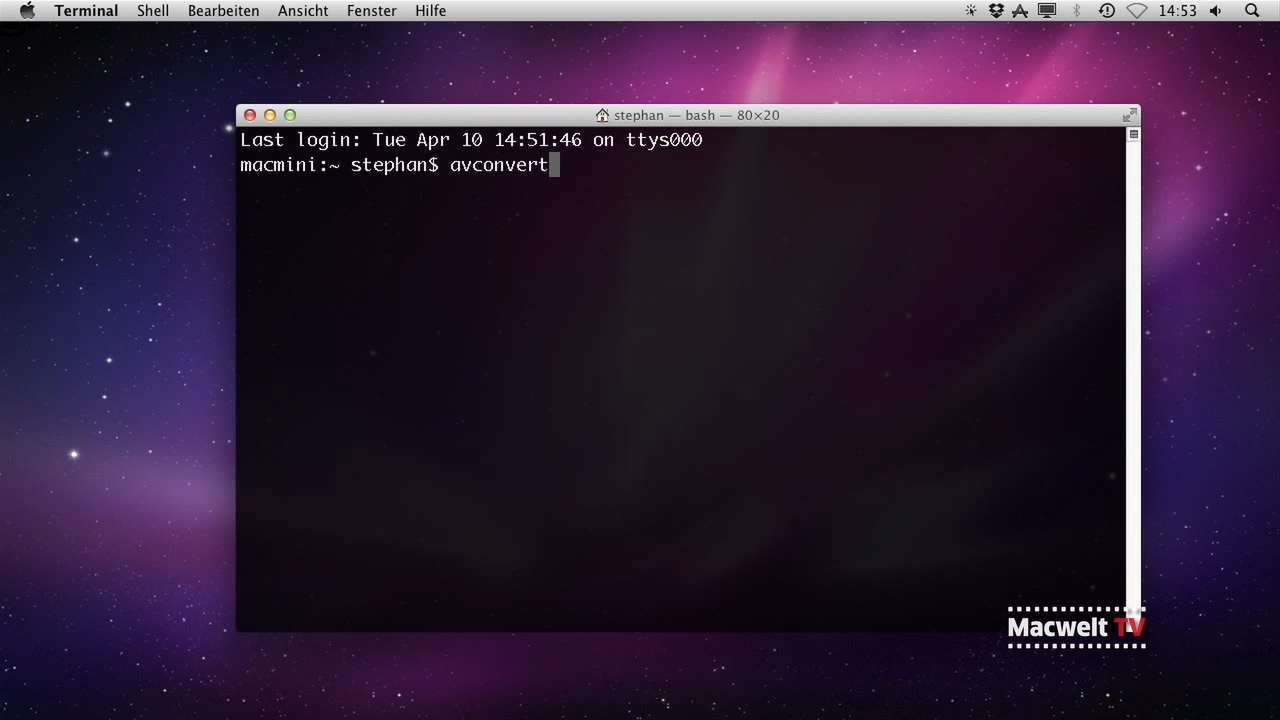 Terminal Shell Bearbeiten Ansicht Fenster Hilfe 14:53
stephan — bash — 80×20
Last login: Tue Apr 10 14:51:46 on ttys000
macmini:~ stephan$ avconvert
Macwelt TV